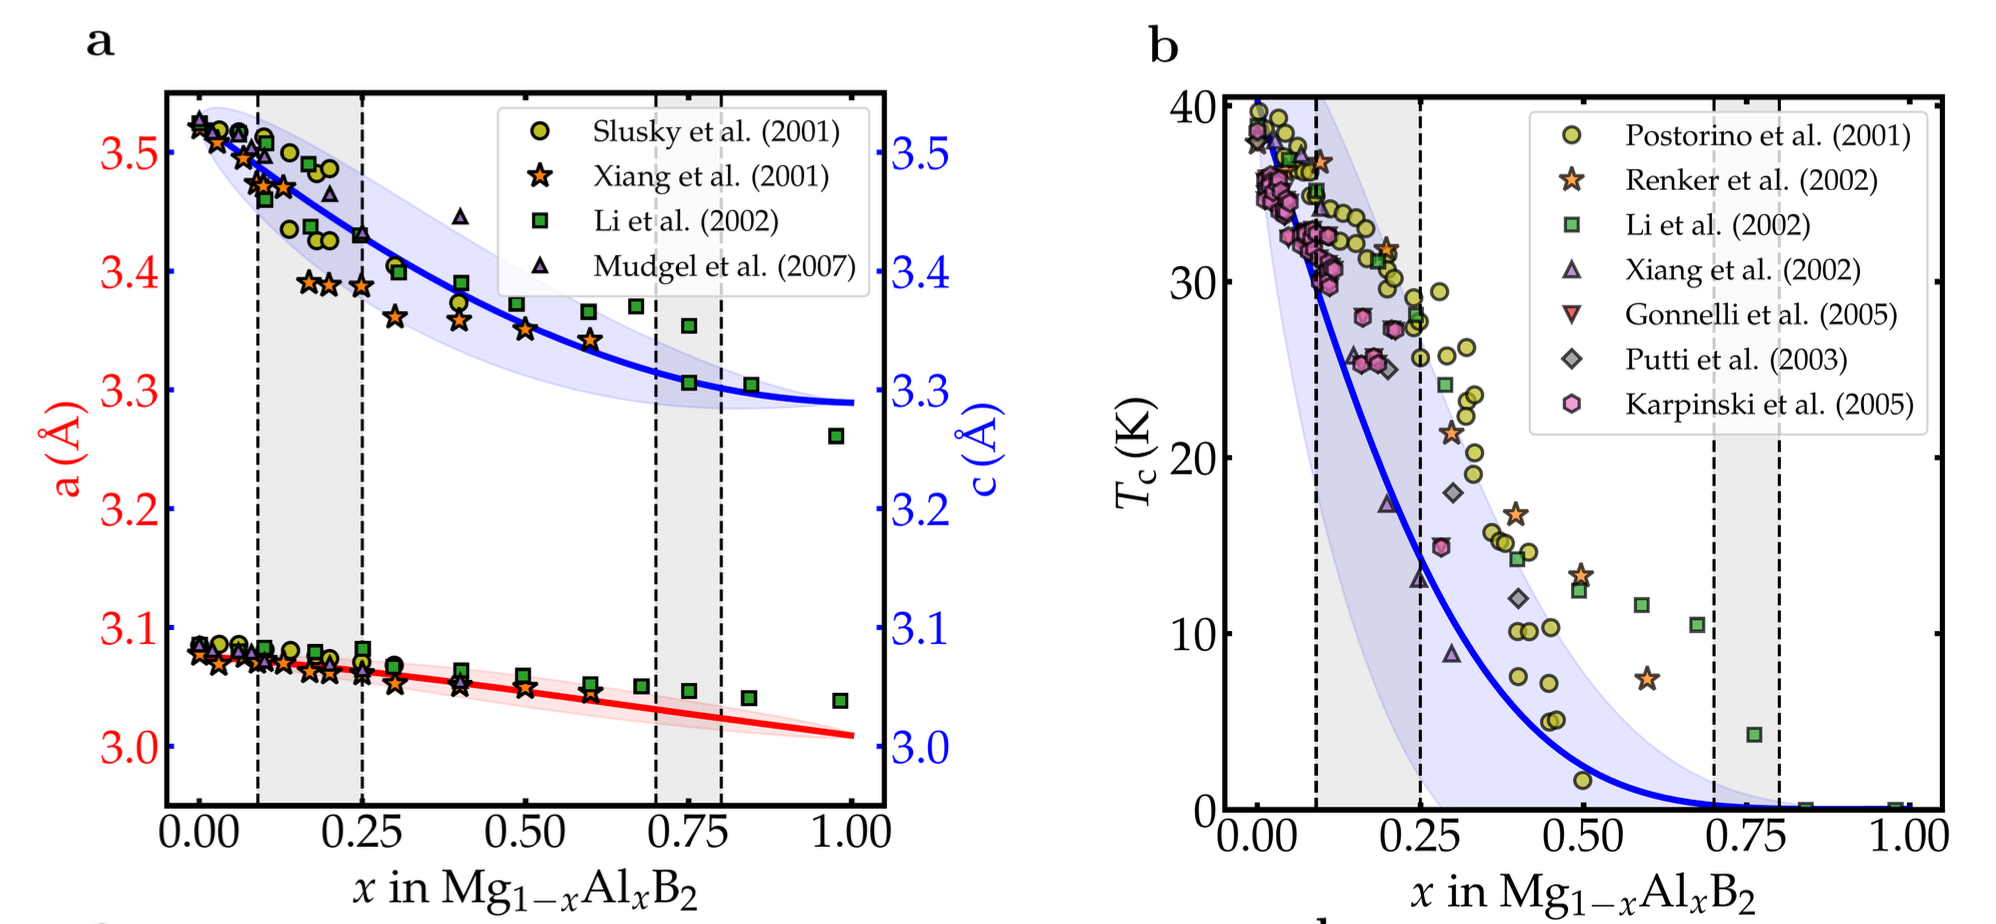 a
b
3.5
3.4
3.3
3.2
3.1
3.0
a (Å)
Slusky et al. (2001)
Xiang et al. (2001)
Li et al. (2002)
Mudgel et al. (2007)
3.5
3.4
3.3
3.2
3.1
3.0
c (Å)
0.00 0.25 0.50 0.75 1.00
x in Mg₁₋ₓAlₓB₂
40
30
20
10
0
T_c (K)
Postorino et al. (2001)
Renker et al. (2002)
Li et al. (2002)
Xiang et al. (2002)
Gonnelli et al. (2005)
Putti et al. (2003)
Karpinski et al. (2005)
0.00 0.25 0.50 0.75 1.00
x in Mg₁₋ₓAlₓB₂